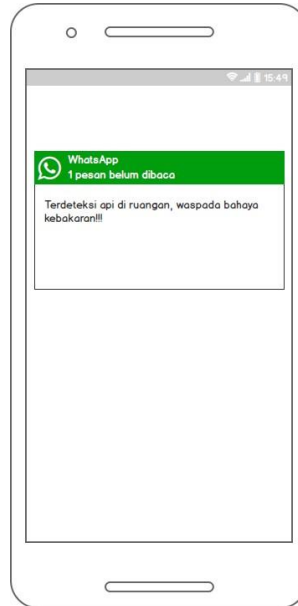 15:49
WhatsApp
1 pesan belum dibaca
Terdeteksi api di ruangan, waspada bahaya
kebakaran!!!